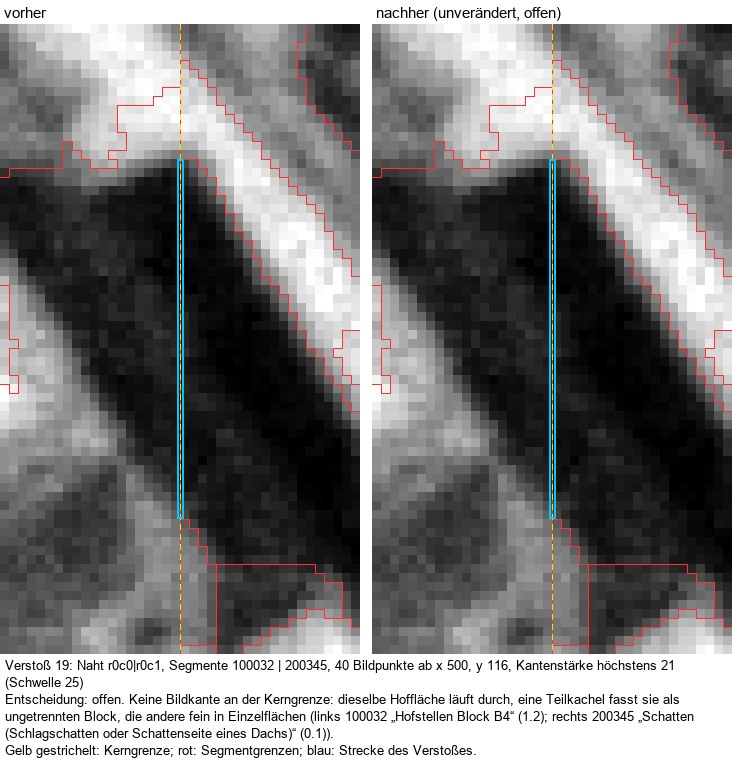 vorher
nachher (unverändert, offen)
Verstoß 19: Naht r0c0|r0c1, Segmente 100032 | 200345, 40 Bildpunkte ab x 500, y 116, Kantenstärke höchstens 21
(Schwelle 25)
Entscheidung: offen. Keine Bildkante an der Kerngrenze: dieselbe Hoffläche läuft durch, eine Teilkachel fasst sie als
ungetrennten Block, die andere fein in Einzelflächen (links 100032 „Hofstellen Block B4“ (1.2); rechts 200345 „Schatten
(Schlagschatten oder Schattenseite eines Dachs)“ (0.1)).
Gelb gestrichelt: Kerngrenze; rot: Segmentgrenzen; blau: Strecke des Verstoßes.